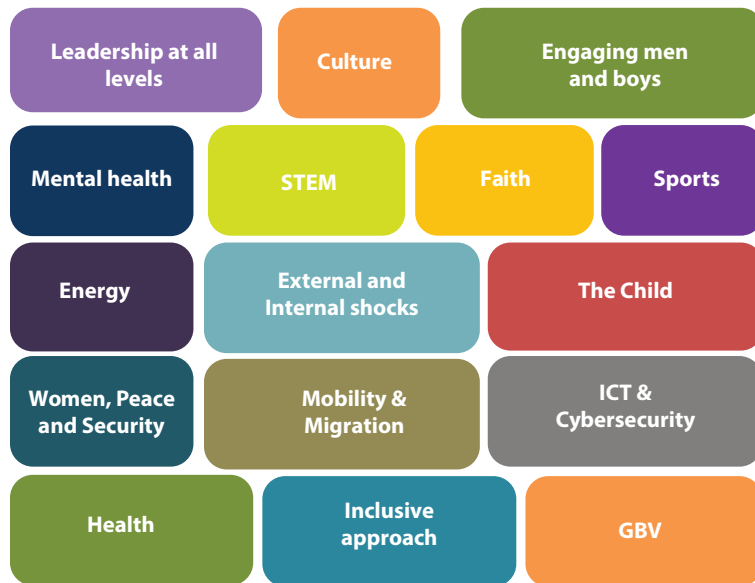 Leadership at all
levels
Culture
Engaging men
and boys
Mental health
STEM
Faith
Sports
Energy
External and
Internal shocks
The Child
Women, Peace
and Security
Mobility &
Migration
ICT &
Cybersecurity
Health
Inclusive
approach
GBV